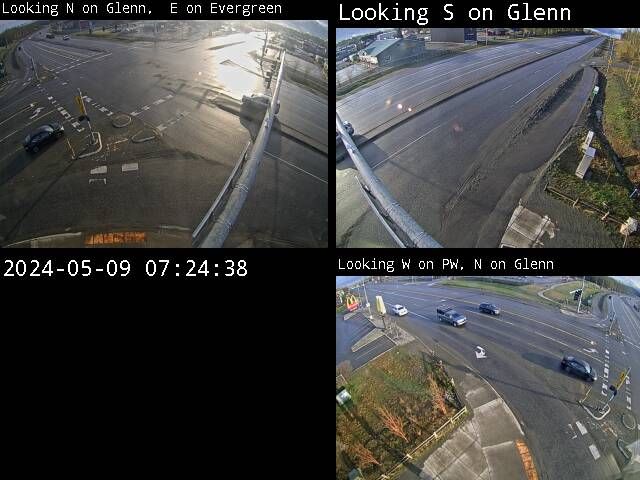 Looking N on Glenn,  E on Evergreen
Looking S on Glenn
2024-05-09 07:24:38
Looking W on PW, N on Glenn